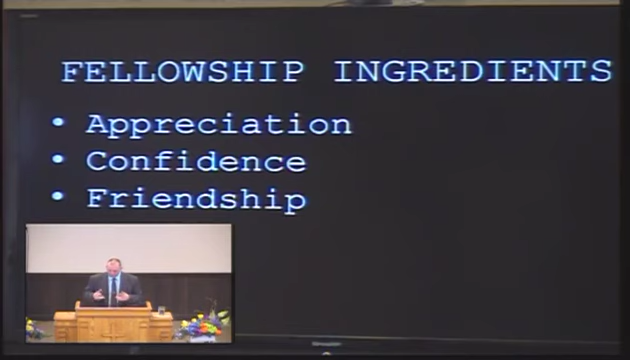 FELLOWSHIP INGREDIENTS
• Appreciation
• Confidence
• Friendship